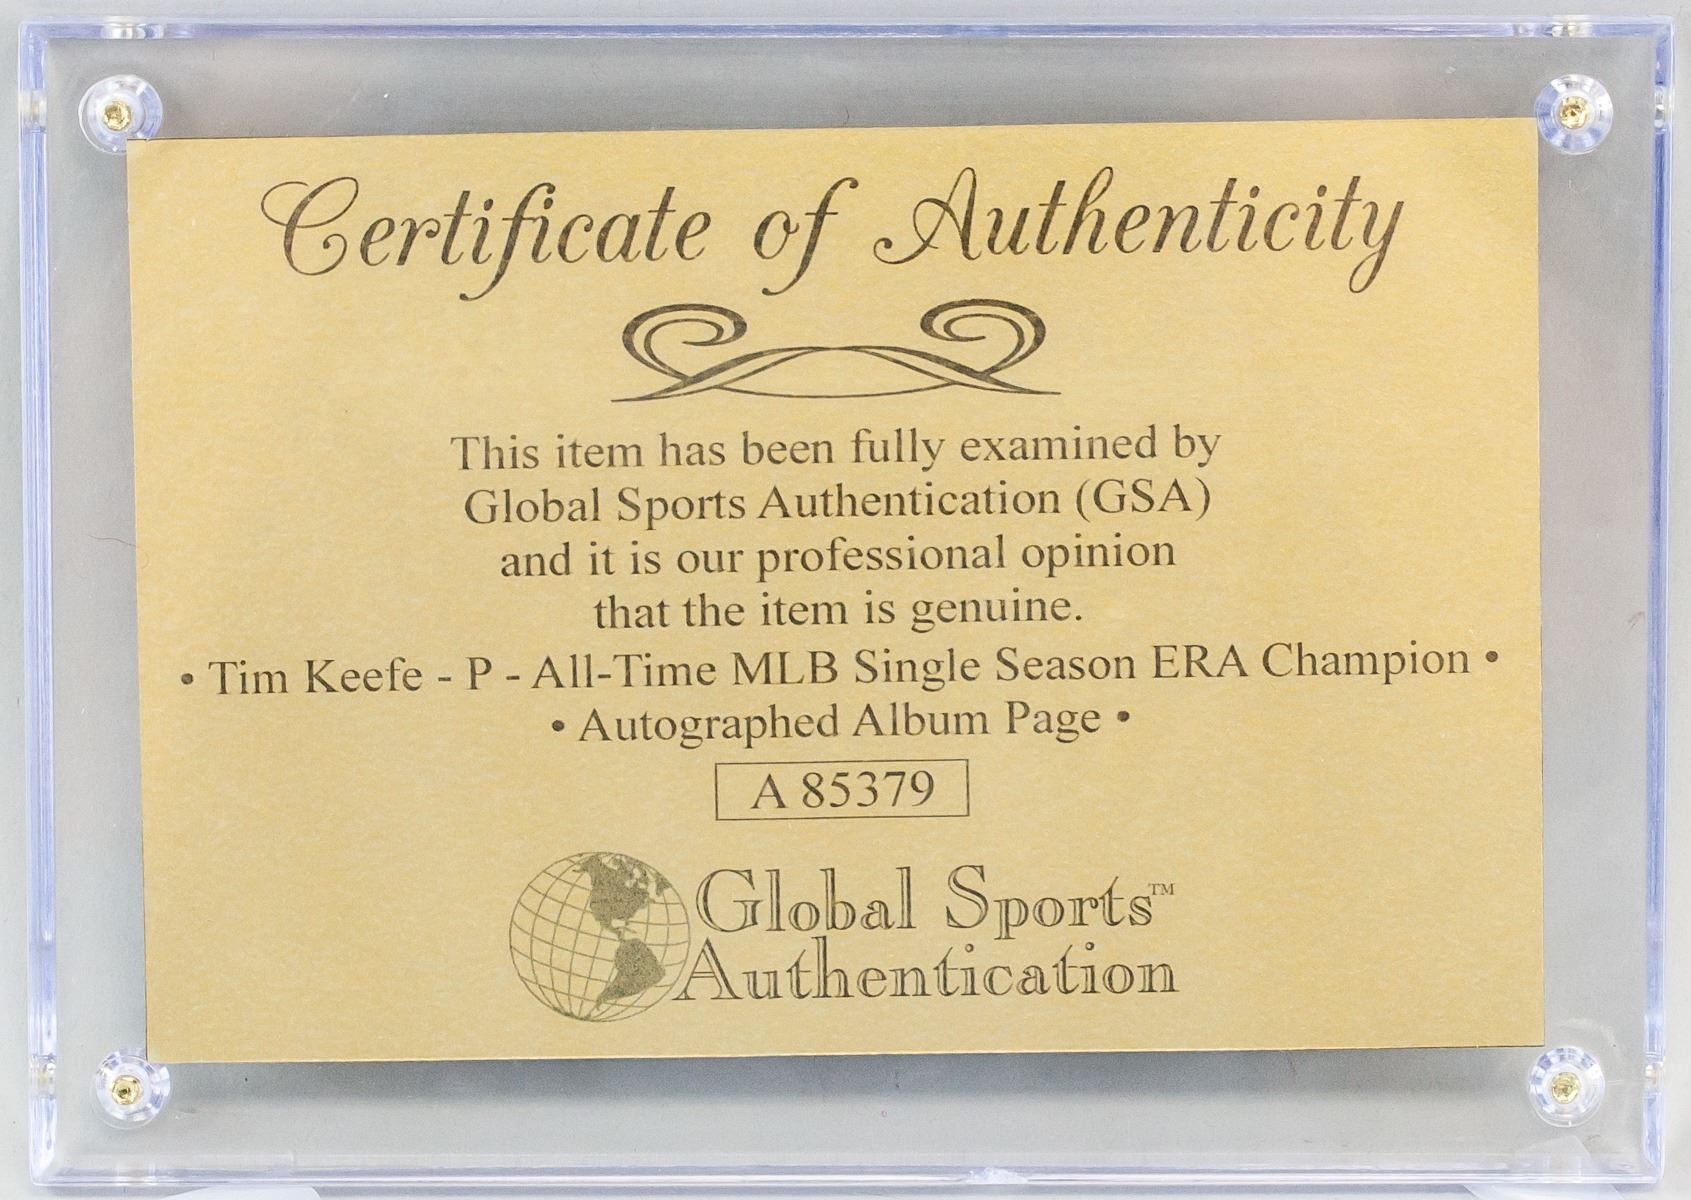 Certificate of Authenticity
This item has been fully examined by
Global Sports Authentication (GSA)
and it is our professional opinion
that the item is genuine.
• Tim Keefe - P - All-Time MLB Single Season ERA Champion •
• Autographed Album Page •
A 85379
Global Sports™
Authentication